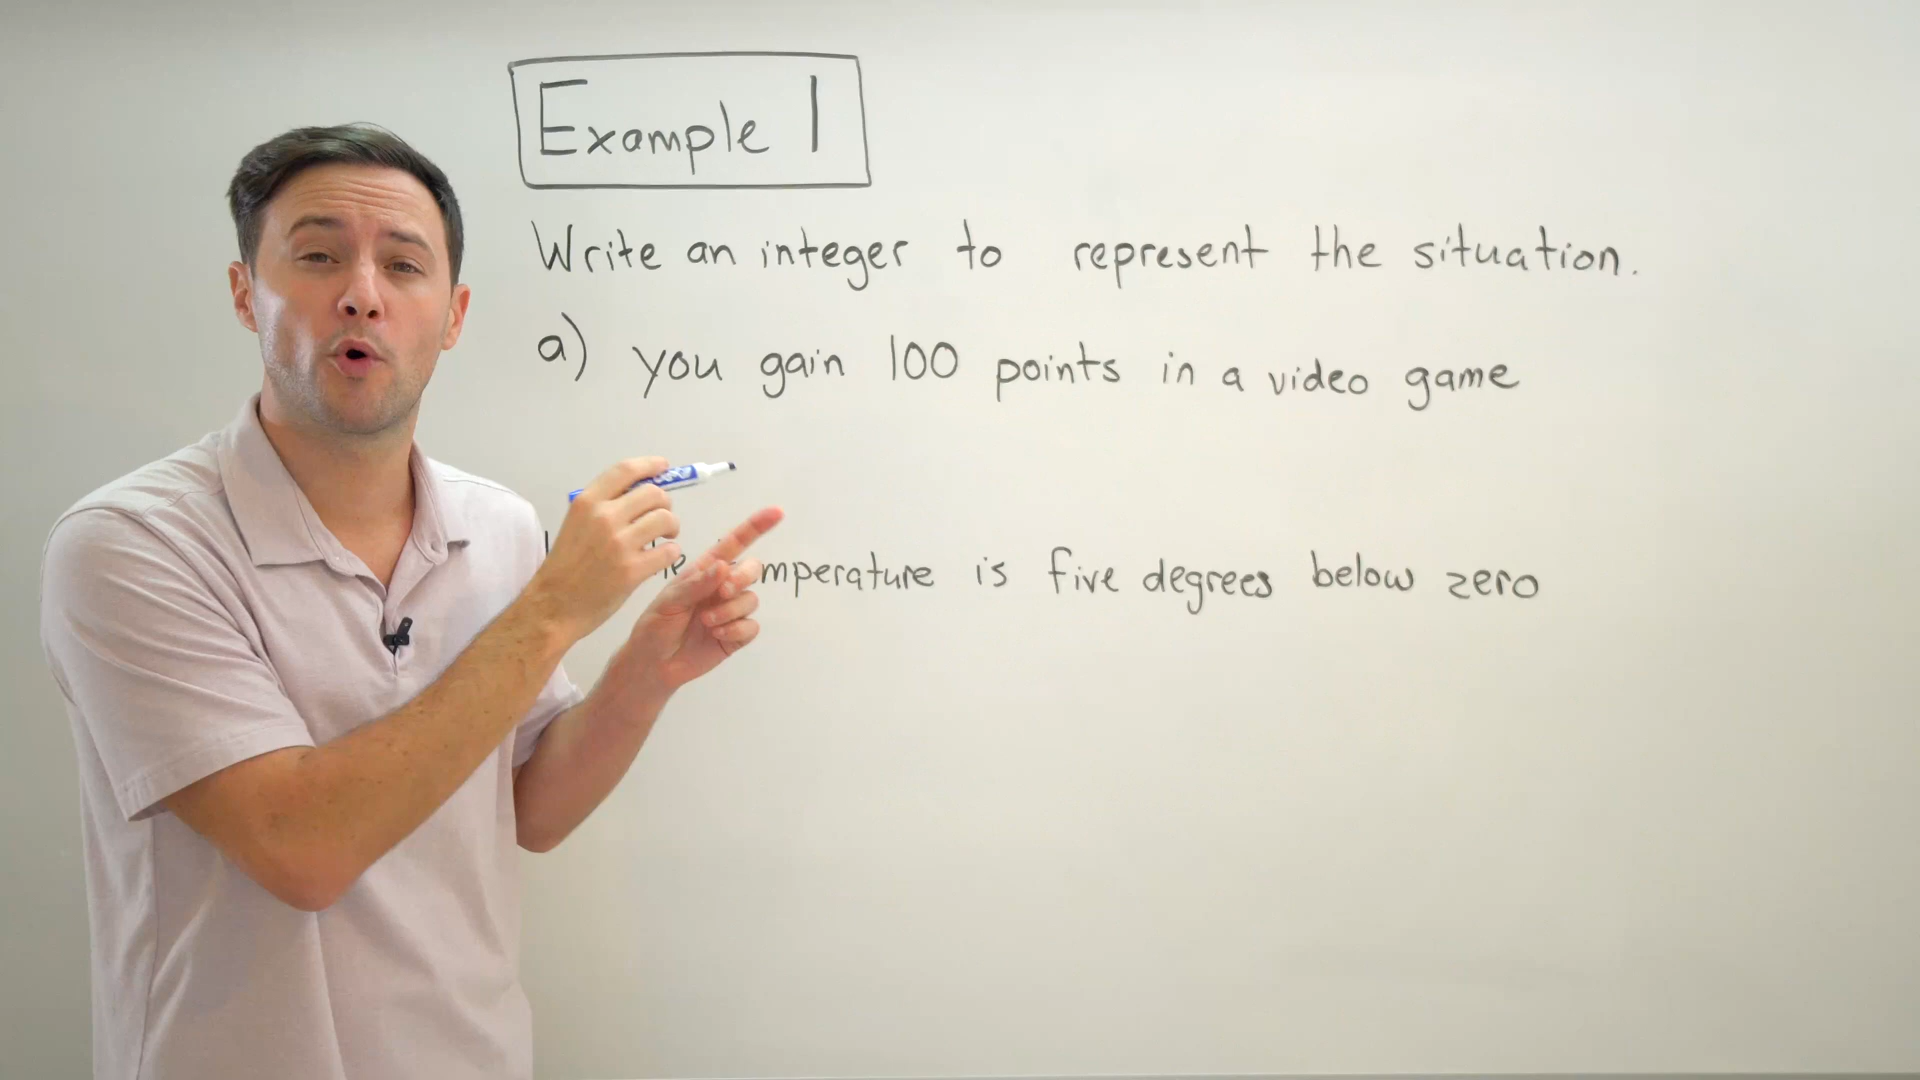 Example 1
Write an integer to represent the situation.
a) you gain 100 points in a video game
is five degrees below zero